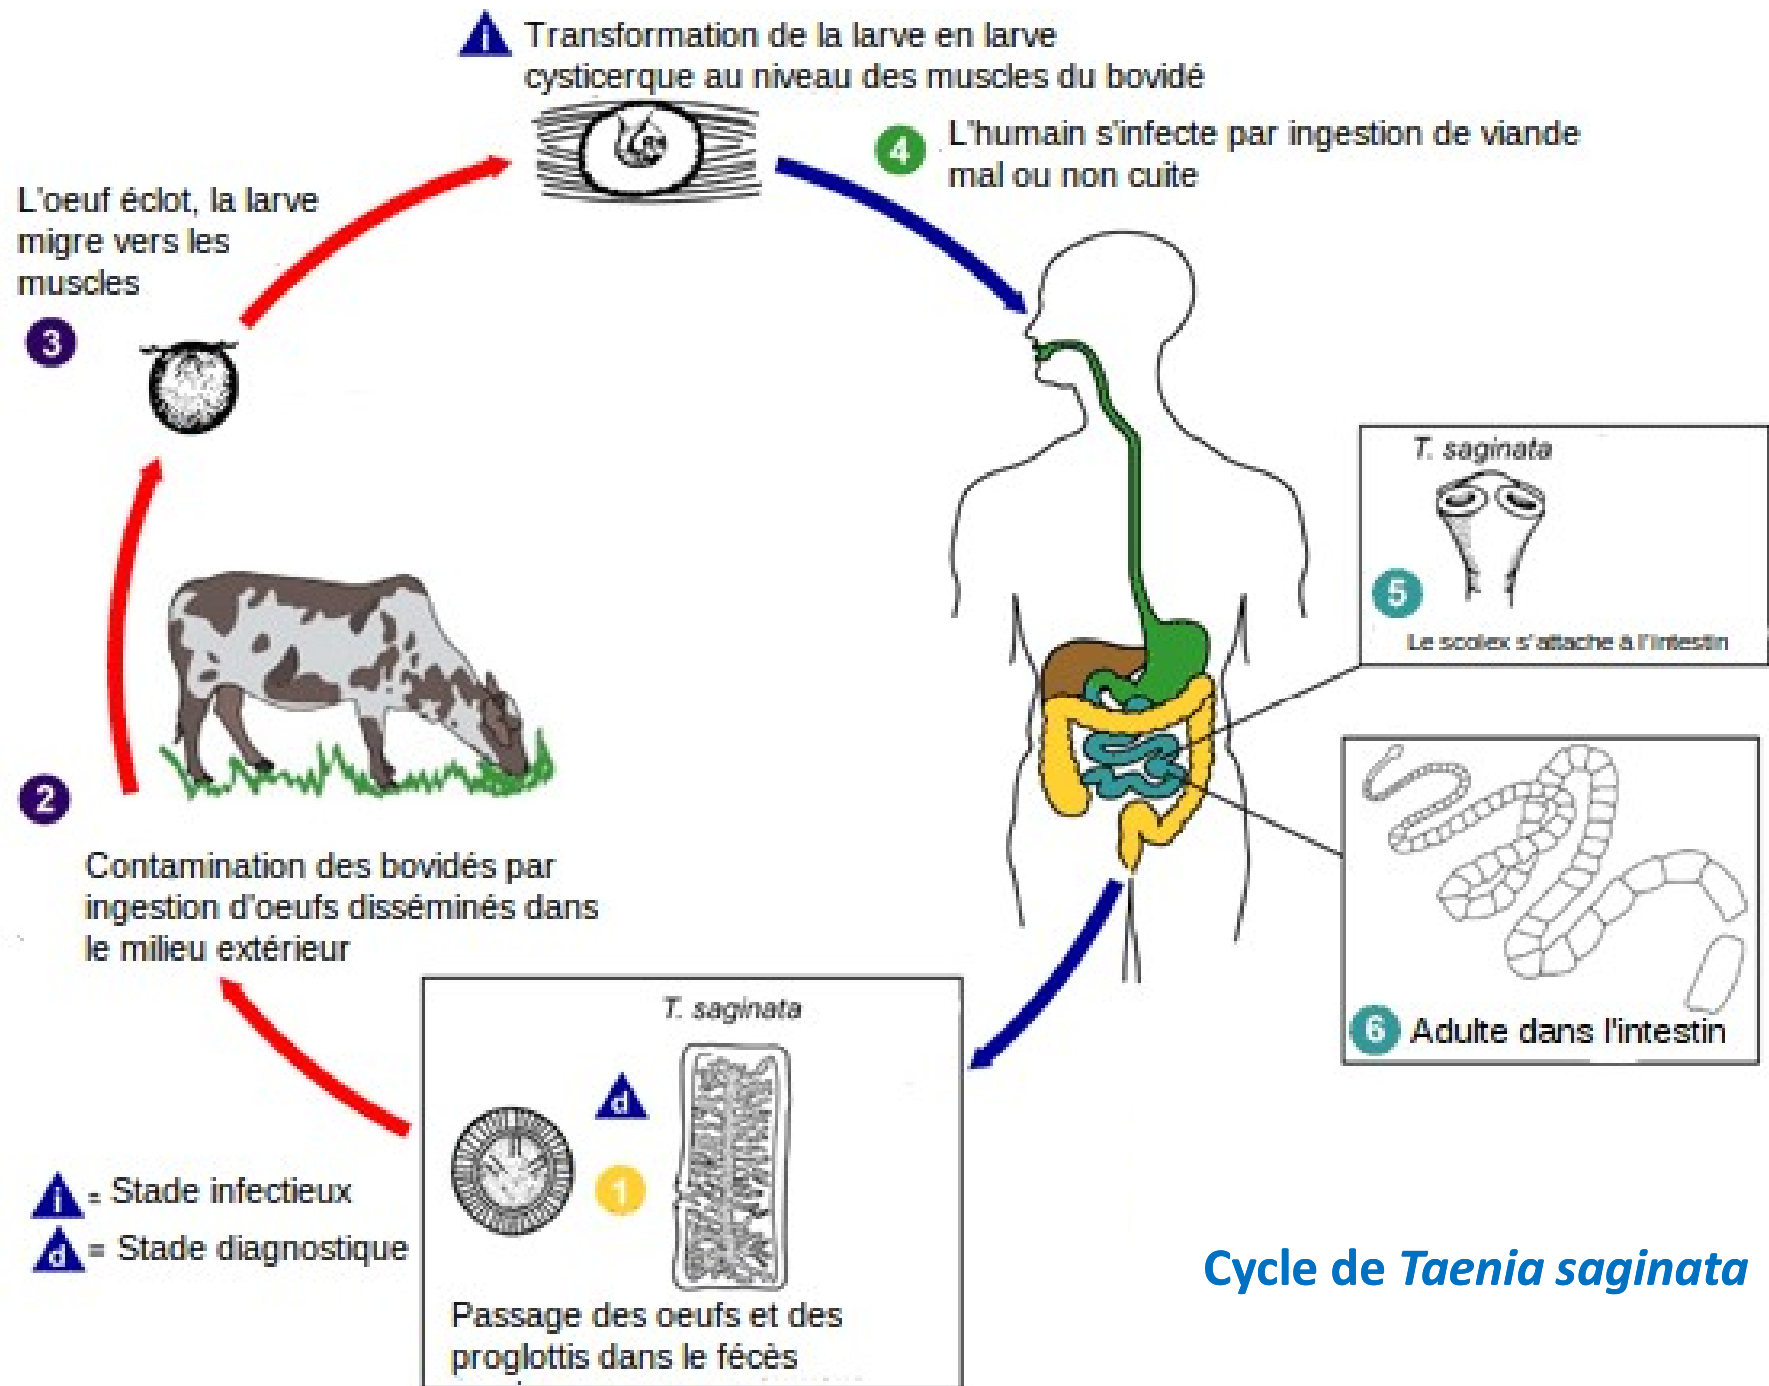 i
Transformation de la larve en larve
cysticerque au niveau des muscles du bovidé
4
L'humain s'infecte par ingestion de viande
mal ou non cuite
L'oeuf éclot, la larve
migre vers les
muscles
3
T. saginata
5
Le scolex s'attache à l'intestin
2
Contamination des bovidés par
ingestion d'oeufs disséminés dans
le milieu extérieur
6 Adulte dans l'intestin
T. saginata
d
1
Passage des oeufs et des
proglottis dans le fécès
i = Stade infectieux
d = Stade diagnostique
Cycle de Taenia saginata